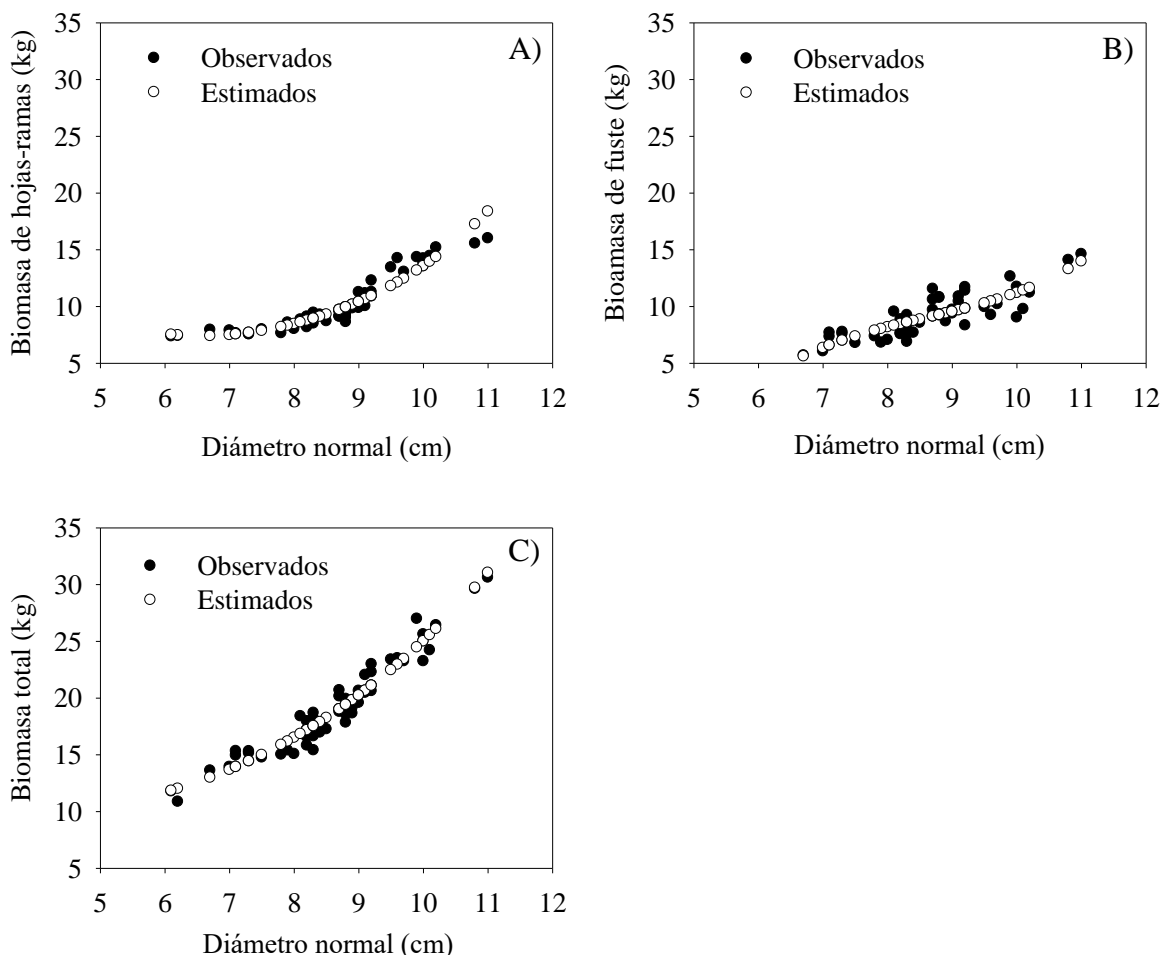 Biomasa de hojas-ramas (kg)
35
30
25
20
15
10
5
Observados
Estimados
A)
5 6 7 8 9 10 11 12
Diámetro normal (cm)
Bioamasa de fuste (kg)
35
30
25
20
15
10
5
Observados
Estimados
B)
5 6 7 8 9 10 11 12
Diámetro normal (cm)
Biomasa total (kg)
35
30
25
20
15
10
5
Observados
Estimados
C)
5 6 7 8 9 10 11 12
Diámetro normal (cm)